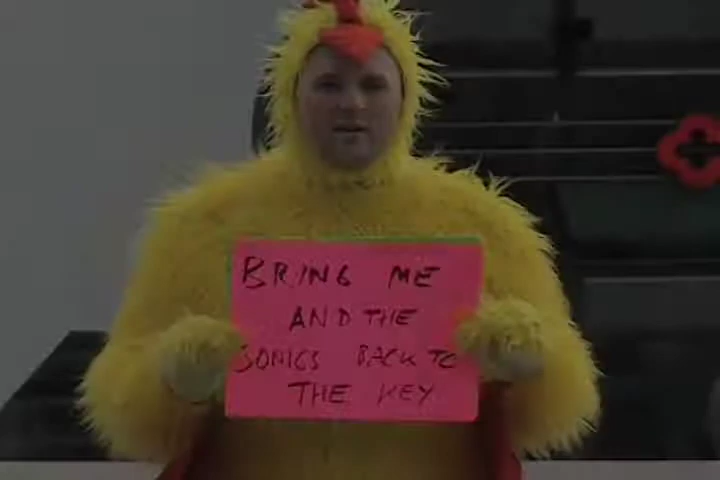 BRING ME
AND THE
SONICS BACK TO
THE KEY